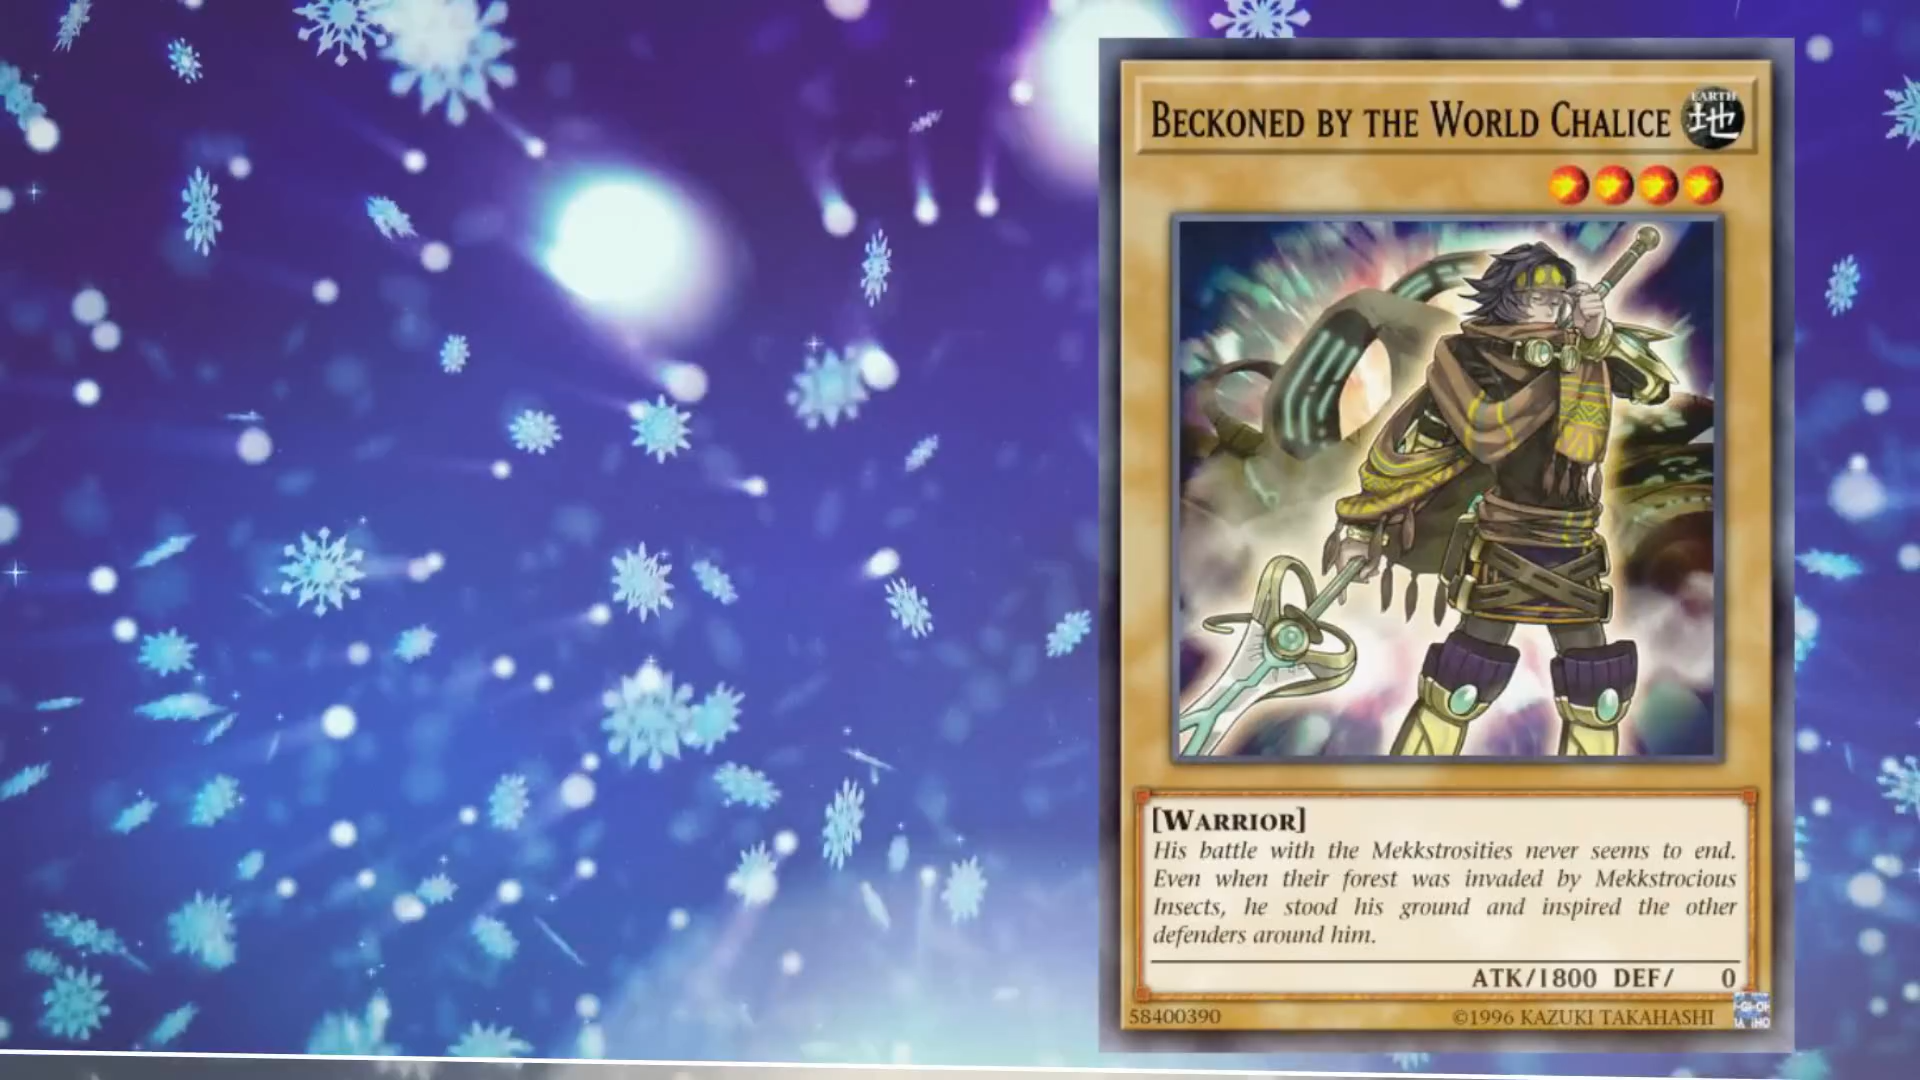 BECKONED BY THE WORLD CHALICE
EARTH
地
[WARRIOR]
His battle with the Mekkstrosities never seems to end.
Even when their forest was invaded by Mekkstrocious
Insects, he stood his ground and inspired the other
defenders around him.
ATK/1800 DEF/ 0
58400390
©1996 KAZUKI TAKAHASHI